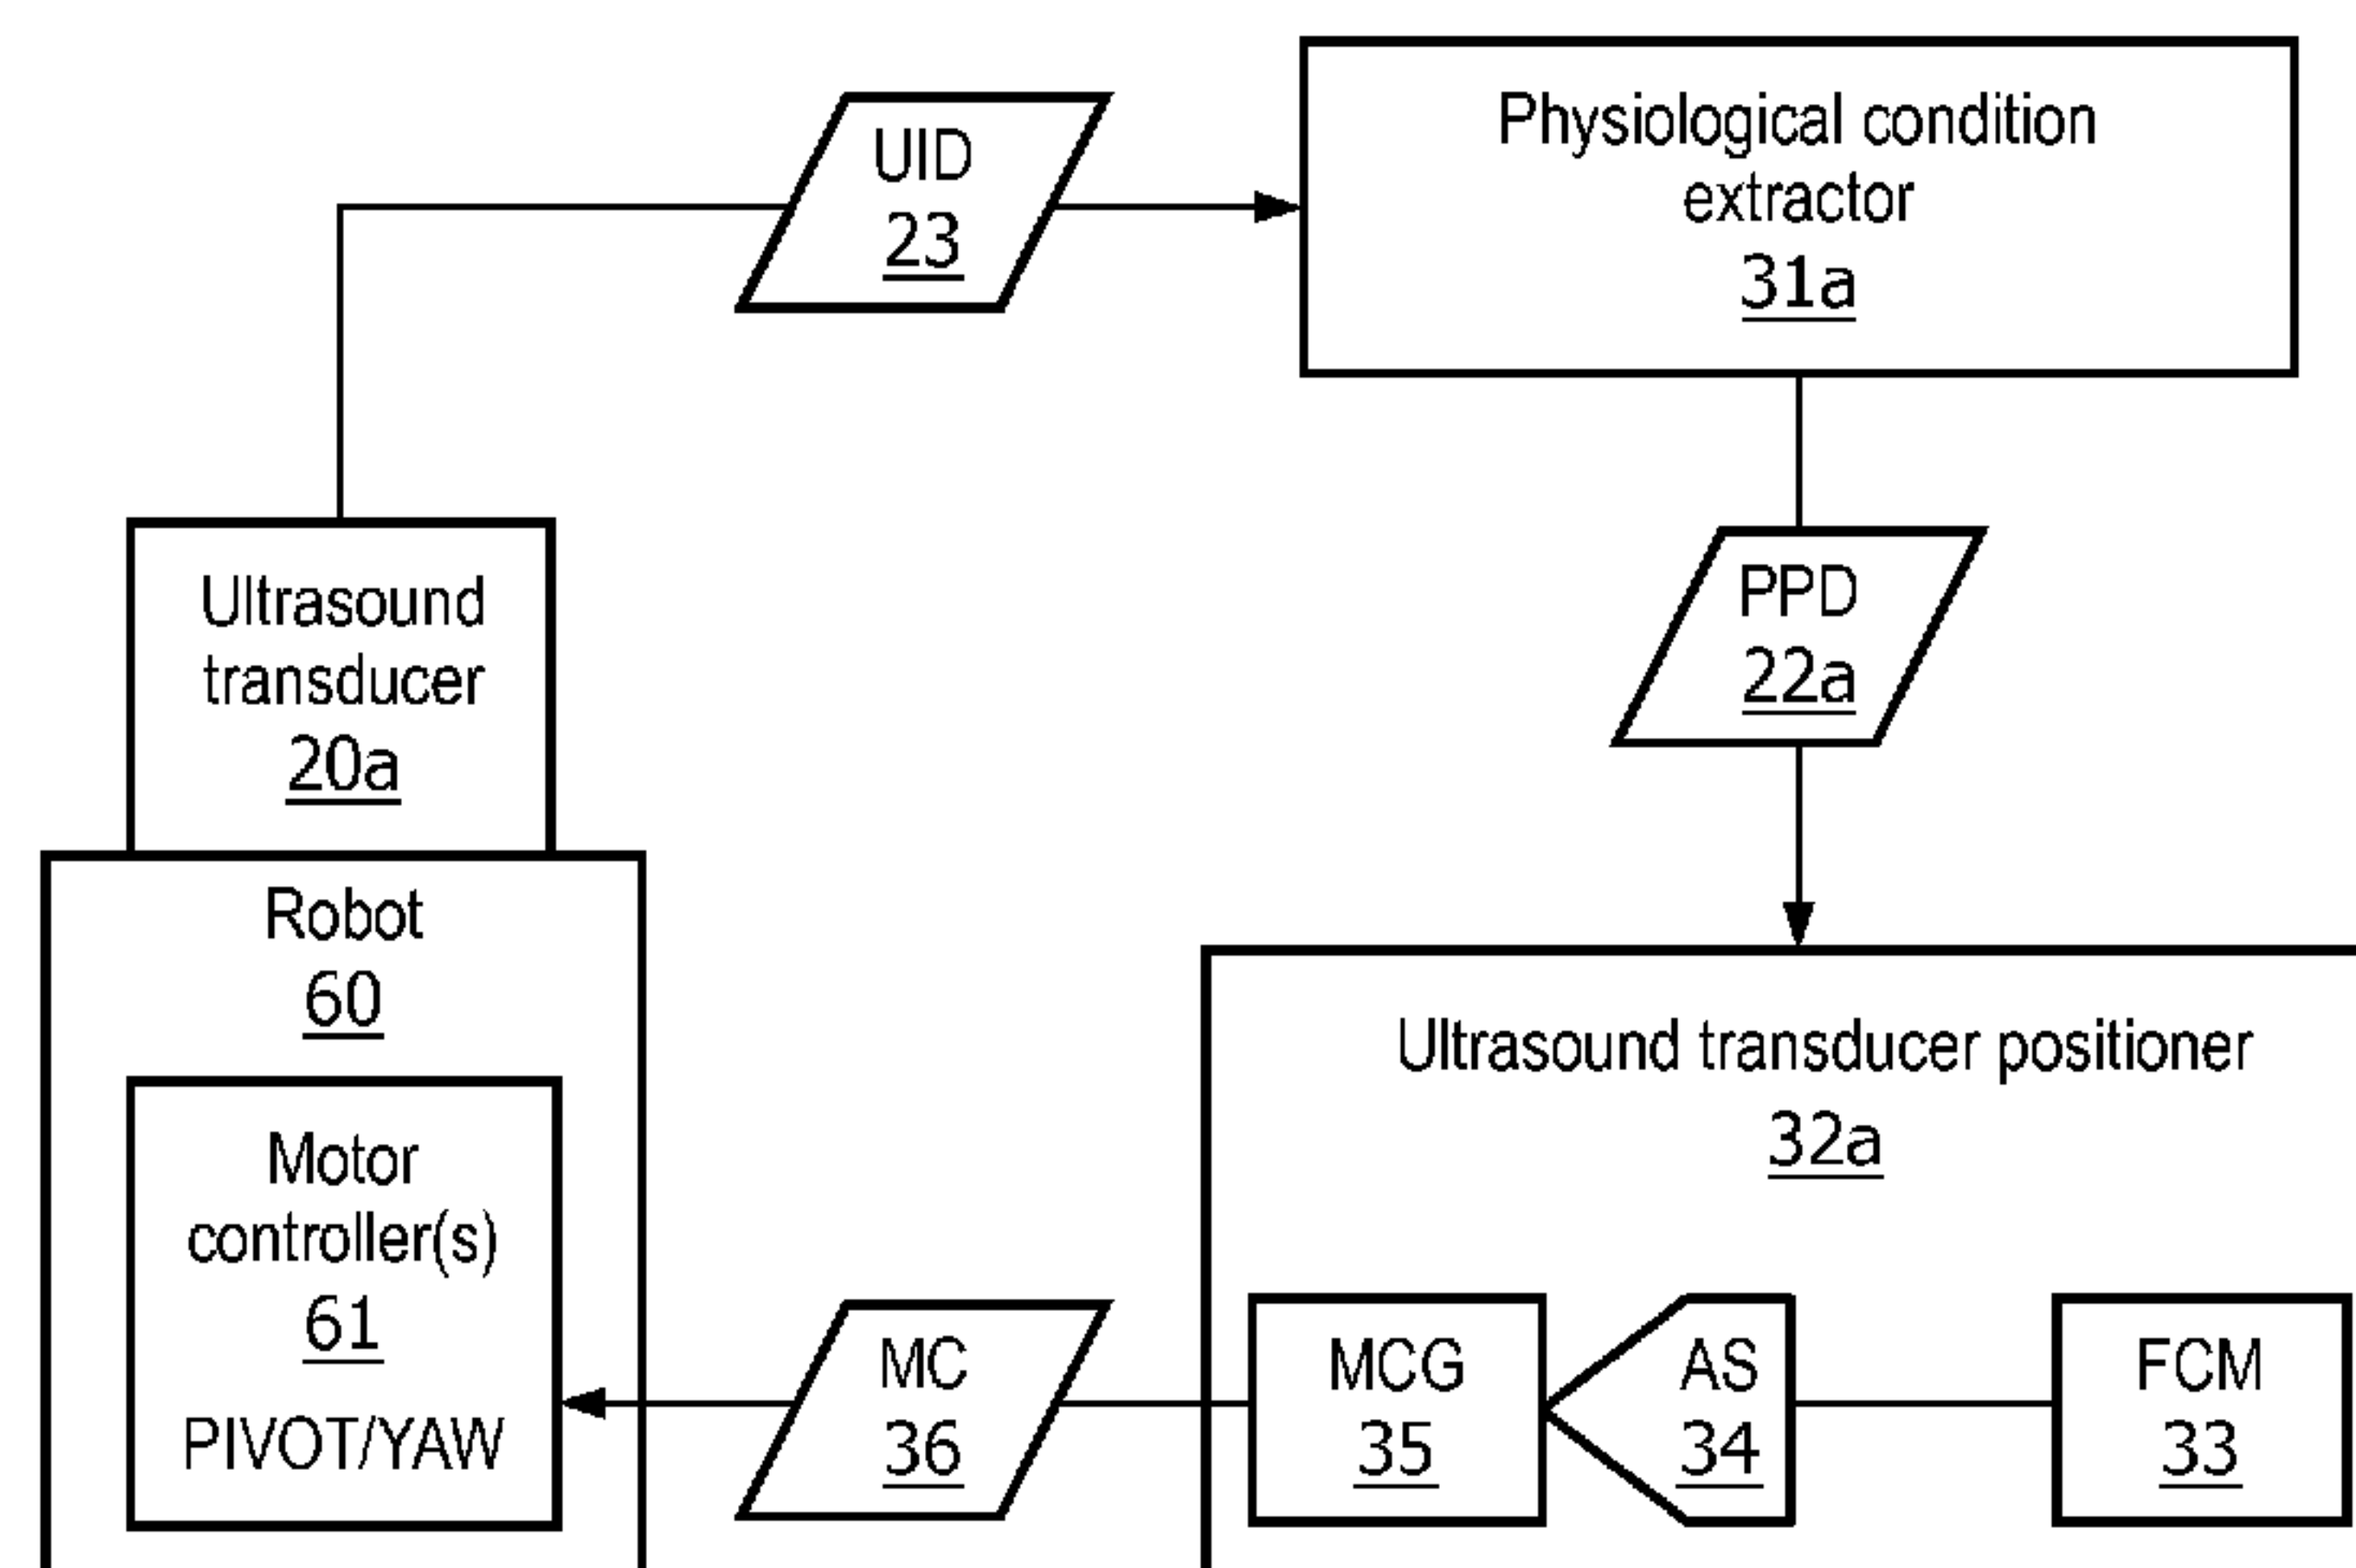 UID
23
Physiological condition
extractor
31a
PPD
22a
Ultrasound
transducer
20a
Robot
60
Motor
controller(s)
61
PIVOT/YAW
MC
36
Ultrasound transducer positioner
32a
MCG
35
AS
34
FCM
33